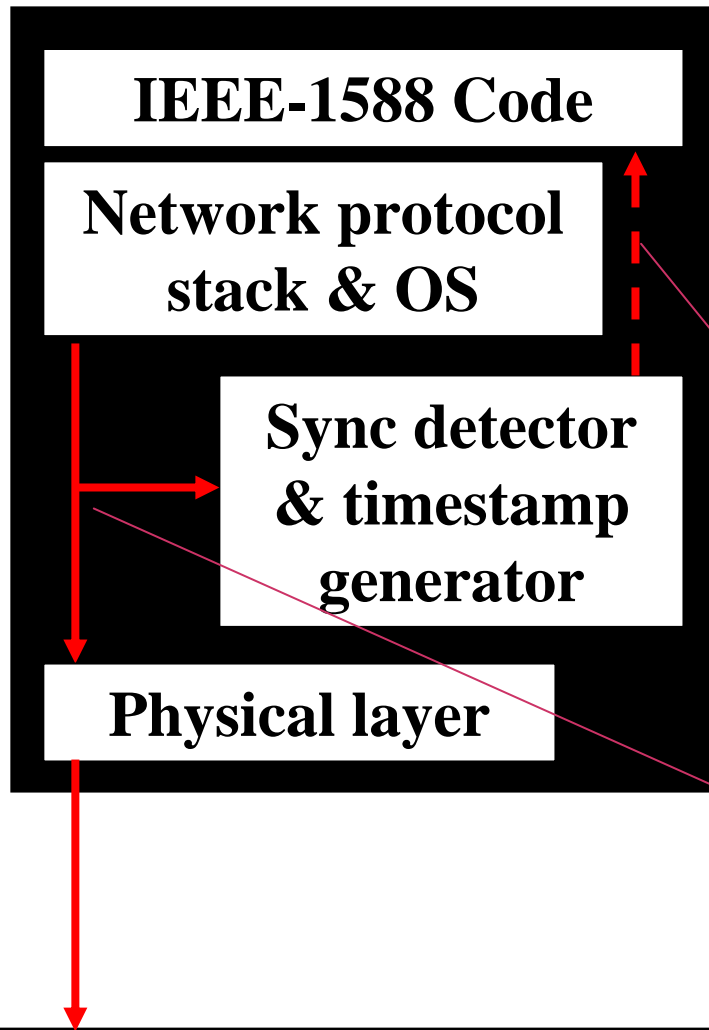 IEEE-1588 Code
Network protocol
stack & OS
Sync detector
& timestamp
generator
Physical layer